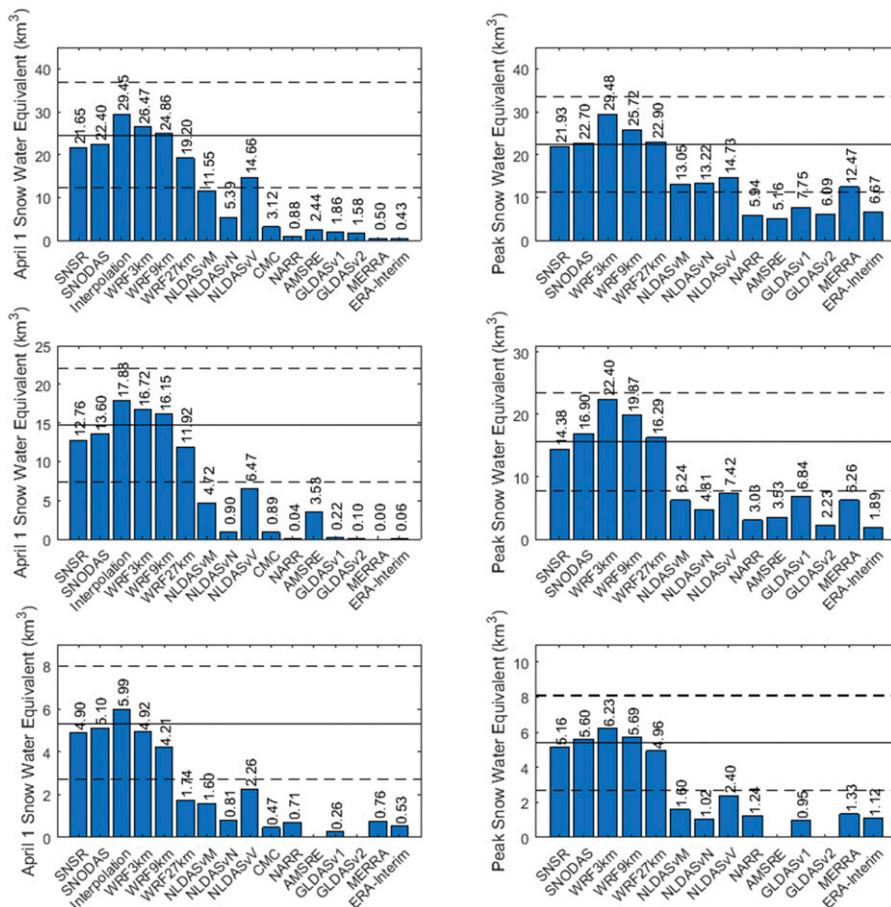 April 1 Snow Water Equivalent (km³)
40
30
20
10
0
21.65 22.40 29.45 26.47 24.86 19.20 11.55 5.39 14.66 3.12 0.88 2.44 1.86 1.58 0.50 0.43
SNSR SNODAS Interpolation WRF3km WRF9km WRF27km NLDASvM NLDASvN NLDASvV CMC NARR AMSRE GLDASv1 GLDASv2 MERRA ERA-Interim
Peak Snow Water Equivalent (km³)
40
30
20
10
0
21.93 22.70 29.48 25.72 22.90 13.05 13.22 14.73 5.94 5.16 7.75 6.09 12.47 6.67
SNSR SNODAS WRF3km WRF9km WRF27km NLDASvM NLDASvN NLDASvV NARR AMSRE GLDASv1 GLDASv2 MERRA ERA-Interim
April 1 Snow Water Equivalent (km³)
25
20
15
10
5
0
12.76 13.60 16.72 16.15 11.92 4.72 0.90 6.47 0.89 0.04 3.53 0.22 0.10 0.00 0.06
SNSR SNODAS Interpolation WRF3km WRF9km WRF27km NLDASvM NLDASvN NLDASvV CMC NARR AMSRE GLDASv1 GLDASv2 MERRA ERA-Interim
Peak Snow Water Equivalent (km³)
30
20
10
0
14.38 16.90 22.40 19.87 16.29 6.24 4.81 7.42 3.53 6.84 2.23 6.26 1.89
SNSR SNODAS WRF3km WRF9km WRF27km NLDASvM NLDASvN NLDASvV NARR AMSRE GLDASv1 GLDASv2 MERRA ERA-Interim
April 1 Snow Water Equivalent (km³)
8
6
4
2
0
4.90 5.10 5.99 4.92 4.21 1.74 1.60 0.81 2.26 0.47 0.71 0.26 0.76 0.53
SNSR SNODAS Interpolation WRF3km WRF9km WRF27km NLDASvM NLDASvN NLDASvV CMC NARR AMSRE GLDASv1 GLDASv2 MERRA ERA-Interim
Peak Snow Water Equivalent (km³)
10
8
6
4
2
0
5.16 5.60 6.23 5.69 4.96 1.60 1.02 2.40 1.24 0.95 1.33 1.12
SNSR SNODAS WRF3km WRF9km WRF27km NLDASvM NLDASvN NLDASvV NARR AMSRE GLDASv1 GLDASv2 MERRA ERA-Interim